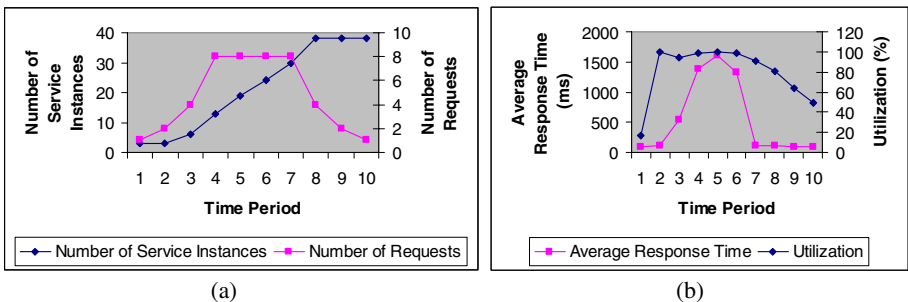 Number of
Service
Instances
40
30
20
10
0
10
8
6
4
2
0
Number of
Requests
1 2 3 4 5 6 7 8 9 10
Time Period
Number of Service Instances
Number of Requests
(a)
Average
Response Time
(ms)
2000
1500
1000
500
0
120
100
80
60
40
20
0
Utilization (%)
1 2 3 4 5 6 7 8 9 10
Time Period
Average Response Time
Utilization
(b)